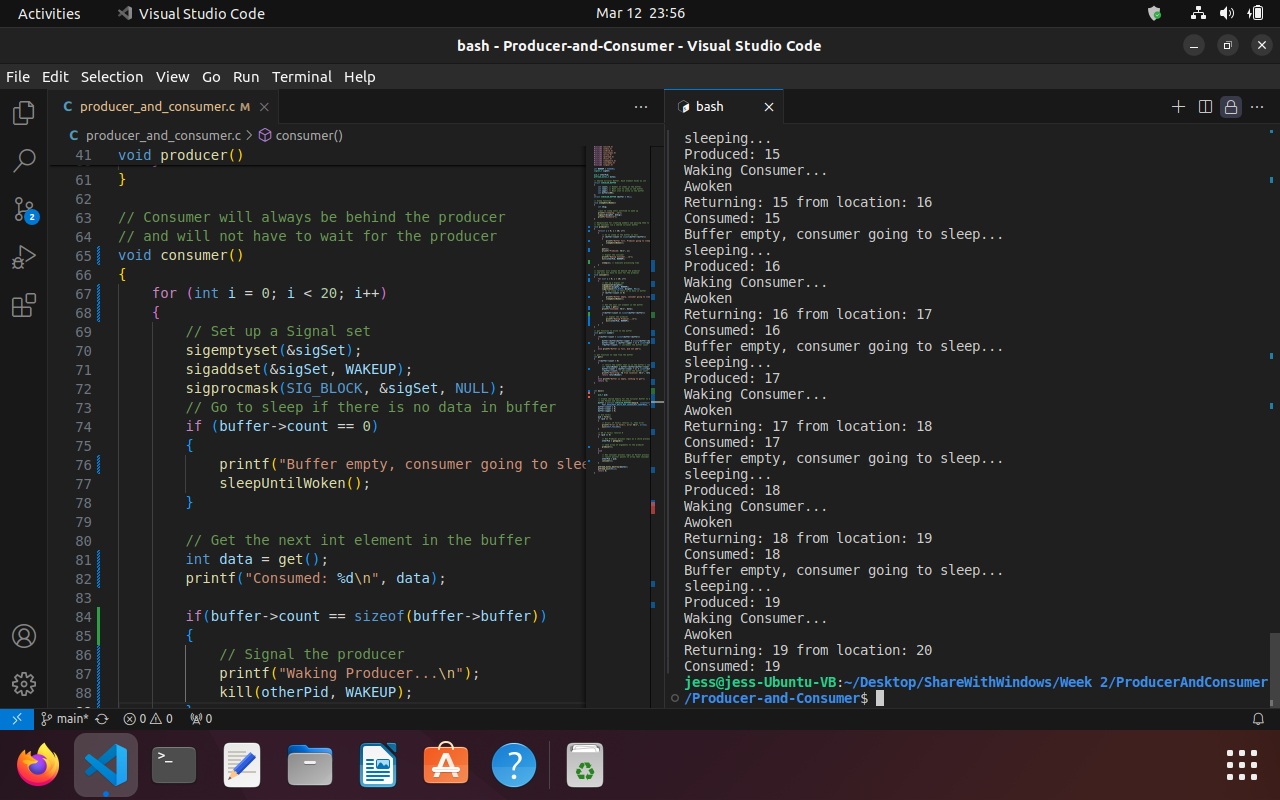 Activities
Visual Studio Code
Mar 12 23:56
bash - Producer-and-Consumer - Visual Studio Code
File Edit Selection View Go Run Terminal Help
C producer_and_consumer.c M
C producer_and_consumer.c > consumer()
41 void producer()
61 }
62
63 // Consumer will always be behind the producer
64 // and will not have to wait for the producer
65 void consumer()
66 {
67 for (int i = 0; i < 20; i++)
68 {
69 // Set up a Signal set
70 sigemptyset(&sigSet);
71 sigaddset(&sigSet, WAKEUP);
72 sigprocmask(SIG_BLOCK, &sigSet, NULL);
73 // Go to sleep if there is no data in buffer
74 if (buffer->count == 0)
75 {
76 printf("Buffer empty, consumer going to slee
77 sleepUntilWoken();
78 }
79
80 // Get the next int element in the buffer
81 int data = get();
82 printf("Consumed: %d\n", data);
83
84 if(buffer->count == sizeof(buffer->buffer))
85 {
86 // Signal the producer
87 printf("Waking Producer...\n");
88 kill(otherPid, WAKEUP);
bash
sleeping...
Produced: 15
Waking Consumer...
Awoken
Returning: 15 from location: 16
Consumed: 15
Buffer empty, consumer going to sleep...
sleeping...
Produced: 16
Waking Consumer...
Awoken
Returning: 16 from location: 17
Consumed: 16
Buffer empty, consumer going to sleep...
sleeping...
Produced: 17
Waking Consumer...
Awoken
Returning: 17 from location: 18
Consumed: 17
Buffer empty, consumer going to sleep...
sleeping...
Produced: 18
Waking Consumer...
Awoken
Returning: 18 from location: 19
Consumed: 18
Buffer empty, consumer going to sleep...
sleeping...
Produced: 19
Waking Consumer...
Awoken
Returning: 19 from location: 20
Consumed: 19
jess@jess-Ubuntu-VB:~/Desktop/ShareWithWindows/Week 2/ProducerAndConsumer
/Producer-and-Consumer$
2
main* 0 0 0
>_
?